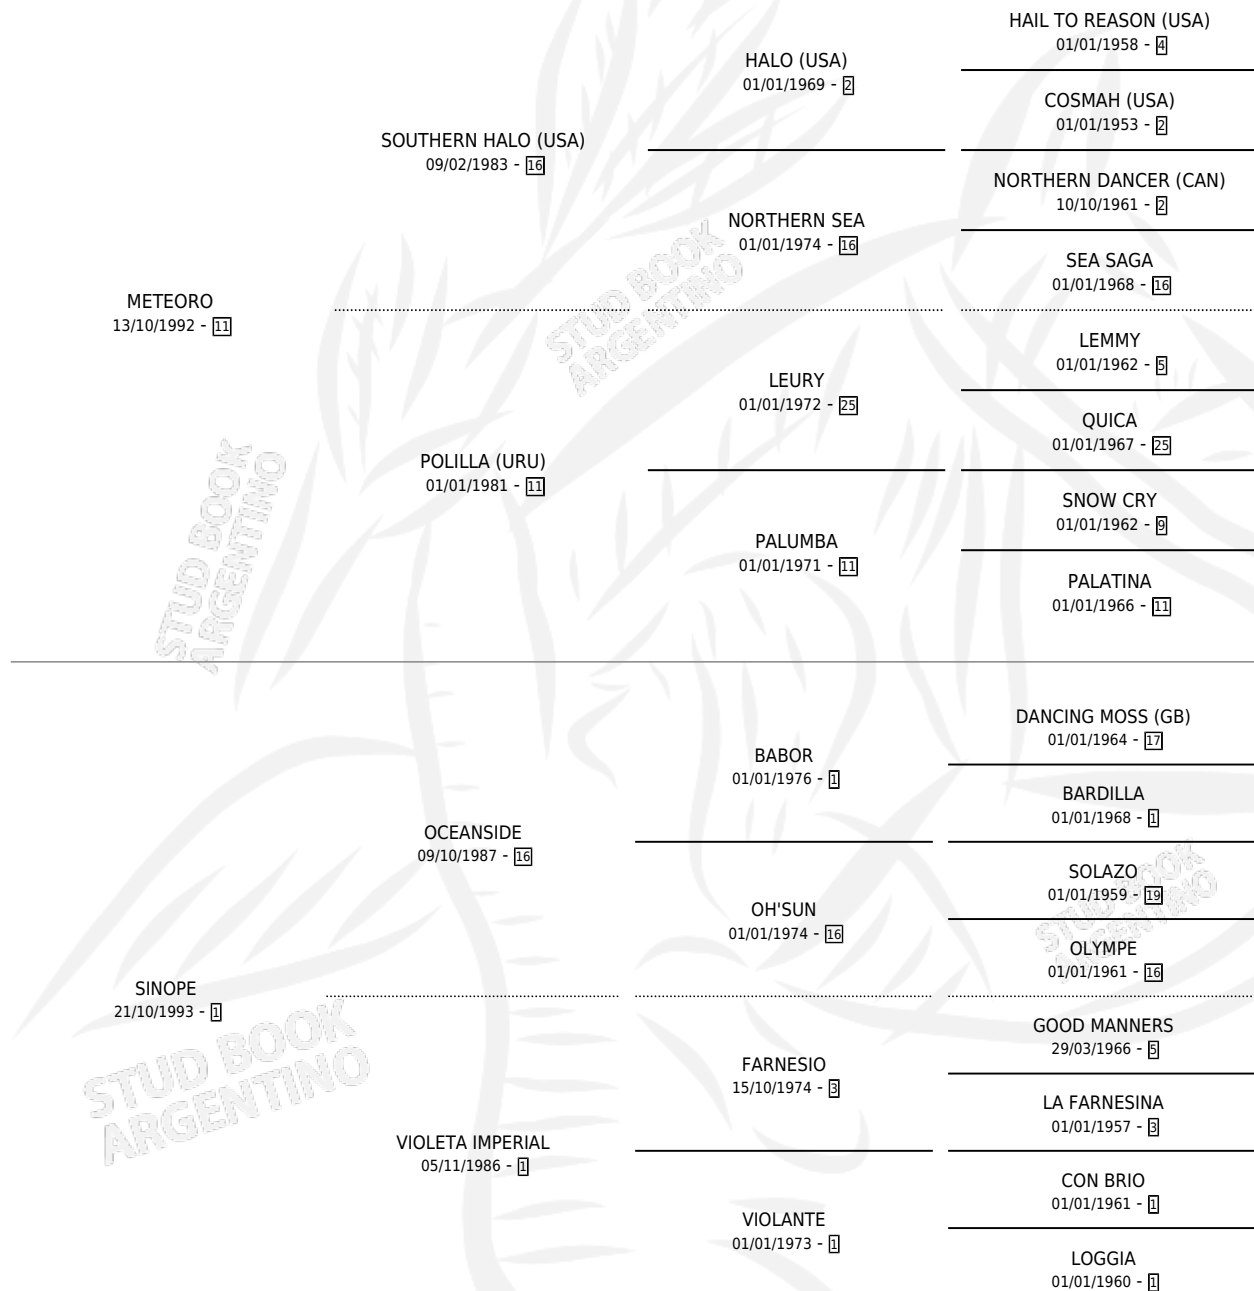 HAIL TO REASON (USA)
01/01/1958 - 4
HALO (USA)
01/01/1969 - 2
COSMAH (USA)
01/01/1953 - 2
SOUTHERN HALO (USA)
09/02/1983 - 16
NORTHERN DANCER (CAN)
10/10/1961 - 2
NORTHERN SEA
01/01/1974 - 16
SEA SAGA
01/01/1968 - 16
METEORO
13/10/1992 - 11
LEMMY
01/01/1962 - 5
LEURY
01/01/1972 - 25
QUICA
01/01/1967 - 25
POLILLA (URU)
01/01/1981 - 11
SNOW CRY
01/01/1962 - 9
PALUMBA
01/01/1971 - 11
PALATINA
01/01/1966 - 11
STUD BOOK
ARGENTINO
STUD BOOK
ARGENTINO
DANCING MOSS (GB)
01/01/1964 - 17
BABOR
01/01/1976 - 1
BARDILLA
01/01/1968 - 1
OCEANSIDE
09/10/1987 - 16
SOLAZO
01/01/1959 - 19
OH'SUN
01/01/1974 - 16
OLYMPE
01/01/1961 - 16
SINOPE
21/10/1993 - 1
GOOD MANNERS
29/03/1966 - 5
FARNESIO
15/10/1974 - 3
LA FARNESINA
01/01/1957 - 3
VIOLETA IMPERIAL
05/11/1986 - 1
CON BRIO
01/01/1961 - 1
VIOLANTE
01/01/1973 - 1
LOGGIA
01/01/1960 - 1
STUD BOOK
ARGENTINO
STUD BOOK
ARGENTINO